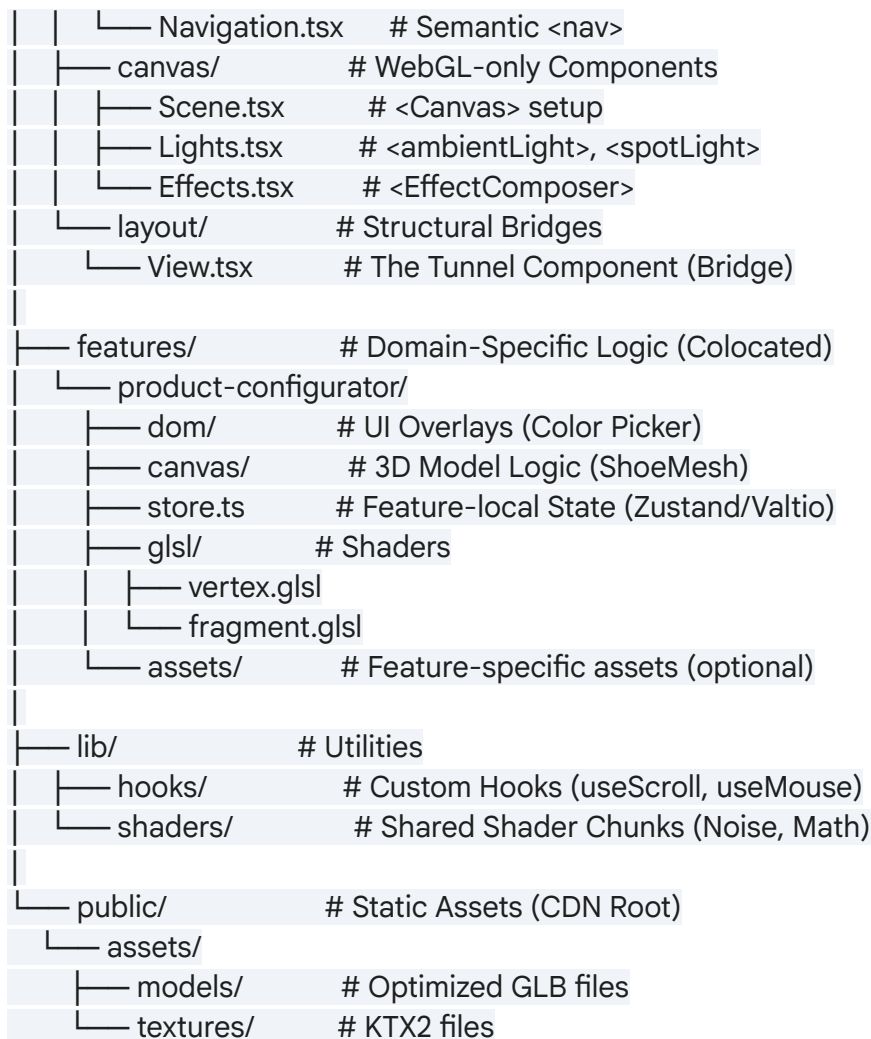 │   │   └── Navigation.tsx     # Semantic <nav>
│   ├── canvas/                # WebGL-only Components
│   │   ├── Scene.tsx          # <Canvas> setup
│   │   ├── Lights.tsx         # <ambientLight>, <spotLight>
│   │   └── Effects.tsx        # <EffectComposer>
│   └── layout/                # Structural Bridges
│       └── View.tsx           # The Tunnel Component (Bridge)
│
├── features/                  # Domain-Specific Logic (Colocated)
│   └── product-configurator/
│       ├── dom/               # UI Overlays (Color Picker)
│       ├── canvas/            # 3D Model Logic (ShoeMesh)
│       ├── store.ts           # Feature-local State (Zustand/Valtio)
│       ├── glsl/              # Shaders
│       │   ├── vertex.glsl
│       │   └── fragment.glsl
│       └── assets/            # Feature-specific assets (optional)
│
├── lib/                       # Utilities
│   ├── hooks/                 # Custom Hooks (useScroll, useMouse)
│   └── shaders/               # Shared Shader Chunks (Noise, Math)
│
└── public/                    # Static Assets (CDN Root)
    └── assets/
        ├── models/            # Optimized GLB files
        └── textures/          # KTX2 files